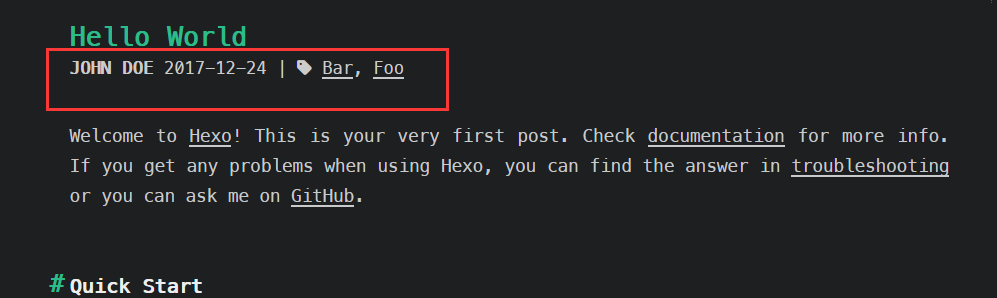 Hello World
JOHN DOE 2017-12-24 | Bar, Foo
Welcome to Hexo! This is your very first post. Check documentation for more info.
If you get any problems when using Hexo, you can find the answer in troubleshooting
or you can ask me on GitHub.
# Quick Start